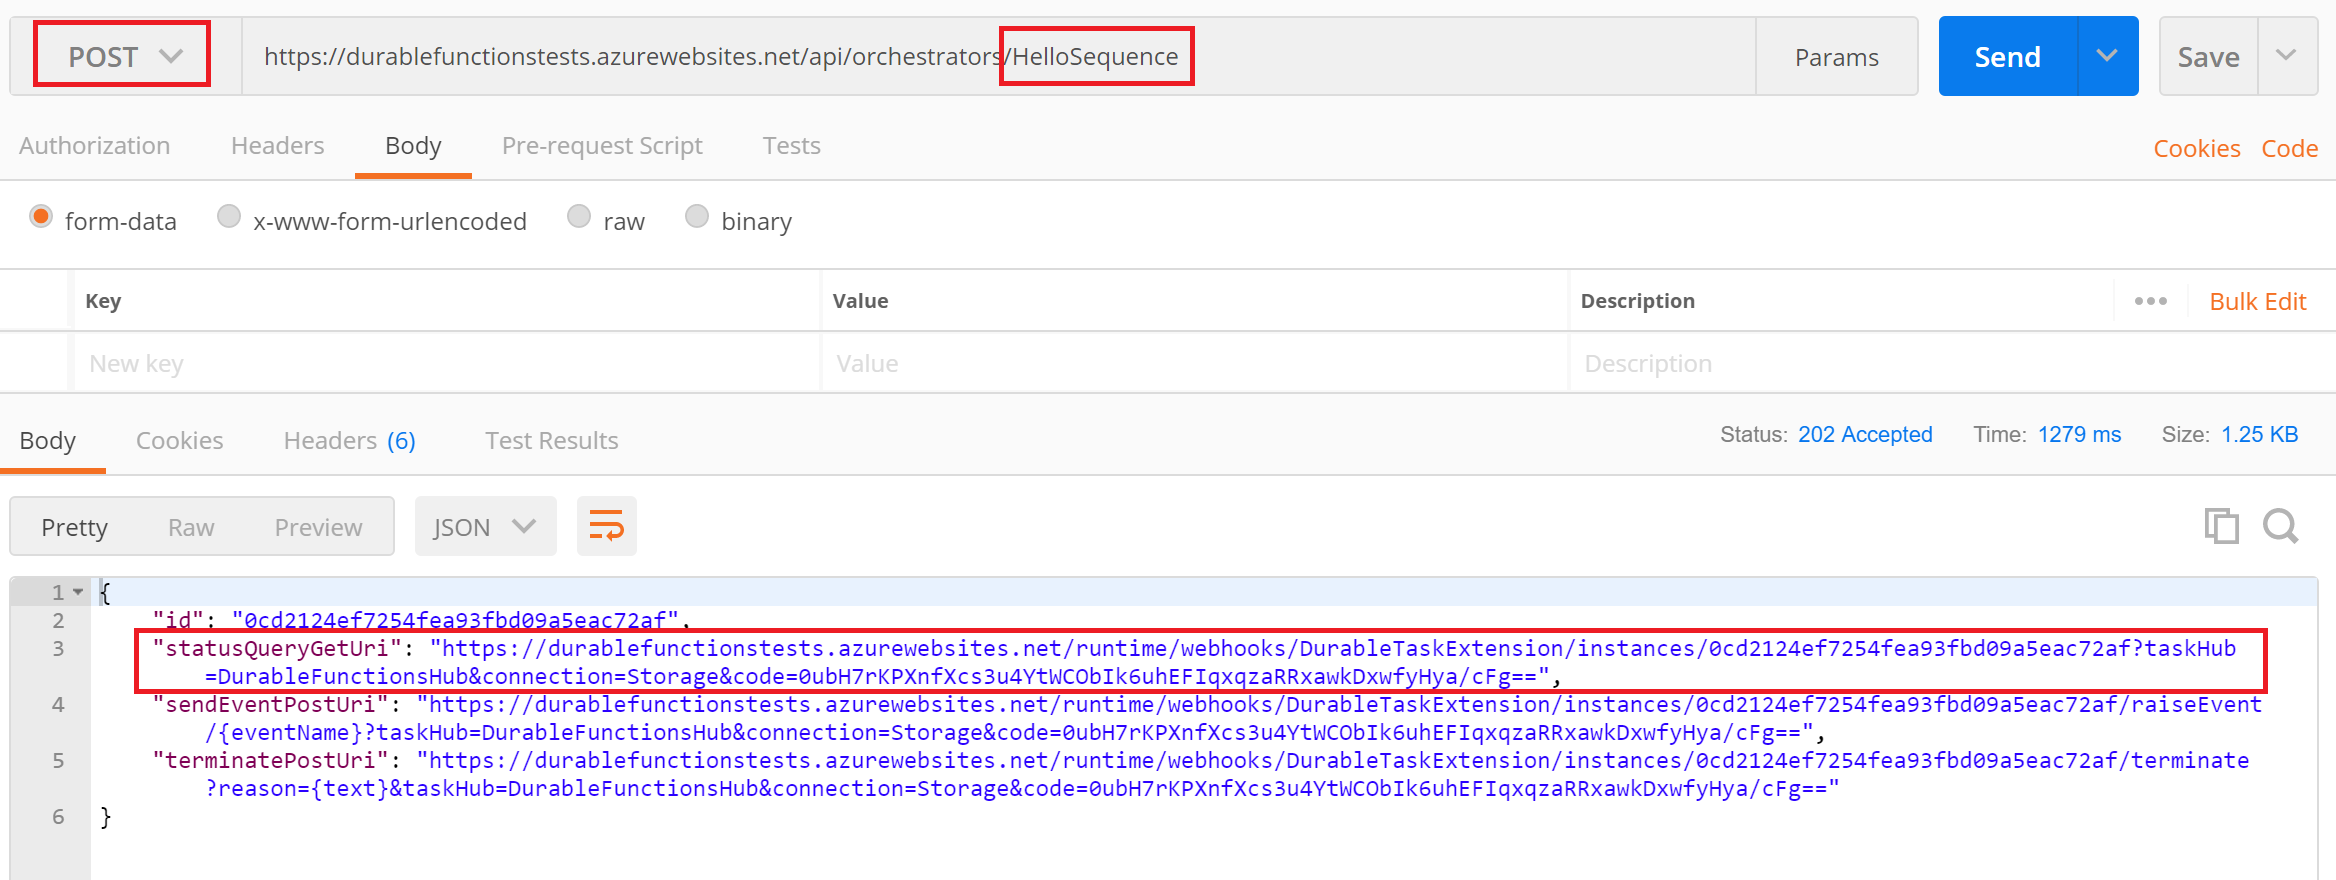 POST https://durablefunctionstests.azurewebsites.net/api/orchestrators/HelloSequence Params Send Save
Authorization Headers Body Pre-request Script Tests Cookies Code
form-data x-www-form-urlencoded raw binary
Key Value Description ••• Bulk Edit
New key Value Description
Body Cookies Headers (6) Test Results Status: 202 Accepted Time: 1279 ms Size: 1.25 KB
Pretty Raw Preview JSON
1 {
2 "id": "0cd2124ef7254fea93fbd09a5eac72af",
3 "statusQueryGetUri": "https://durablefunctionstests.azurewebsites.net/runtime/webhooks/DurableTaskExtension/instances/0cd2124ef7254fea93fbd09a5eac72af?taskHub
=DurableFunctionsHub&connection=Storage&code=0ubH7rKPXnfXcs3u4YtWCObIk6uhEFIqxqzaRRxawkDxwfyHya/cFg==",
4 "sendEventPostUri": "https://durablefunctionstests.azurewebsites.net/runtime/webhooks/DurableTaskExtension/instances/0cd2124ef7254fea93fbd09a5eac72af/raiseEvent
/{eventName}?taskHub=DurableFunctionsHub&connection=Storage&code=0ubH7rKPXnfXcs3u4YtWCObIk6uhEFIqxqzaRRxawkDxwfyHya/cFg==",
5 "terminatePostUri": "https://durablefunctionstests.azurewebsites.net/runtime/webhooks/DurableTaskExtension/instances/0cd2124ef7254fea93fbd09a5eac72af/terminate
?reason={text}&taskHub=DurableFunctionsHub&connection=Storage&code=0ubH7rKPXnfXcs3u4YtWCObIk6uhEFIqxqzaRRxawkDxwfyHya/cFg=="
6 }